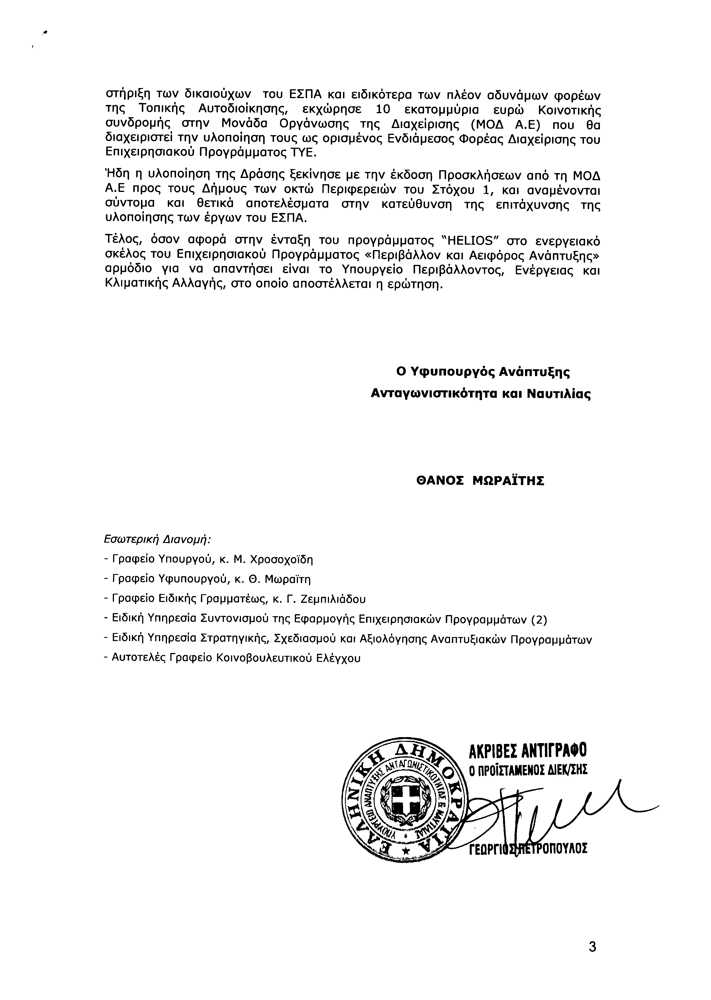 στήριξη των δικαιούχων του ΕΣΠΑ και ειδικότερα των πλέον αδυνάμων φορέων
της Τοπικής Αυτοδιοίκησης, εκχώρησε 10 εκατομμύρια ευρώ Κοινοτικής
συνδρομής στην Μονάδα Οργάνωσης της Διαχείρισης (ΜΟΔ Α.Ε) που θα
διαχειριστεί την υλοποίηση τους ως ορισμένος Ενδιάμεσος Φορέας Διαχείρισης του
Επιχειρησιακού Προγράμματος ΤΥΕ.
Ήδη η υλοποίηση της Δράσης ξεκίνησε με την έκδοση Προσκλήσεων από τη ΜΟΔ
Α.Ε προς τους Δήμους των οκτώ Περιφερειών του Στόχου 1, και αναμένονται
σύντομα και θετικά αποτελέσματα στην κατεύθυνση της επιτάχυνσης της
υλοποίησης των έργων του ΕΣΠΑ.
Τέλος, όσον αφορά στην ένταξη του προγράμματος "HELIOS" στο ενεργειακό
σκέλος του Επιχειρησιακού Προγράμματος «Περιβάλλον και Αειφόρος Ανάπτυξης»
αρμόδιο για να απαντήσει είναι το Υπουργείο Περιβάλλοντος, Ενέργειας και
Κλιματικής Αλλαγής, στο οποίο αποστέλλεται η ερώτηση.
Ο Υφυπουργός Ανάπτυξης
Ανταγωνιστικότητα και Ναυτιλίας
ΘΑΝΟΣ ΜΩΡΑΪΤΗΣ
Εσωτερική Διανομή:
- Γραφείο Υπουργού, κ. Μ. Χροσοχοϊδη
- Γραφείο Υφυπουργού, κ. Θ. Μωραϊτη
- Γραφείο Ειδικής Γραμματέως, κ. Γ. Ζεμπιλιάδου
- Ειδική Υπηρεσία Συντονισμού της Εφαρμογής Επιχειρησιακών Προγραμμάτων (2)
- Ειδική Υπηρεσία Στρατηγικής, Σχεδιασμού και Αξιολόγησης Αναπτυξιακών Προγραμμάτων
- Αυτοτελές Γραφείο Κοινοβουλευτικού Ελέγχου
ΕΛΛΗΝΙΚΗ ΔΗΜΟΚΡΑΤΙΑ
ΥΠΟΥΡΓΕΙΟ ΑΝΑΠΤΥΞΗΣ ΑΝΤΑΓΩΝΙΣΤΙΚΟΤΗΤΑΣ & ΝΑΥΤΙΛΙΑΣ
ΑΚΡΙΒΕΣ ΑΝΤΙΓΡΑΦΟ
Ο ΠΡΟΪΣΤΑΜΕΝΟΣ ΔΙΕΚ/ΣΗΣ
ΓΕΩΡΓΙΟΣ ΠΕΤΡΟΠΟΥΛΟΣ
3